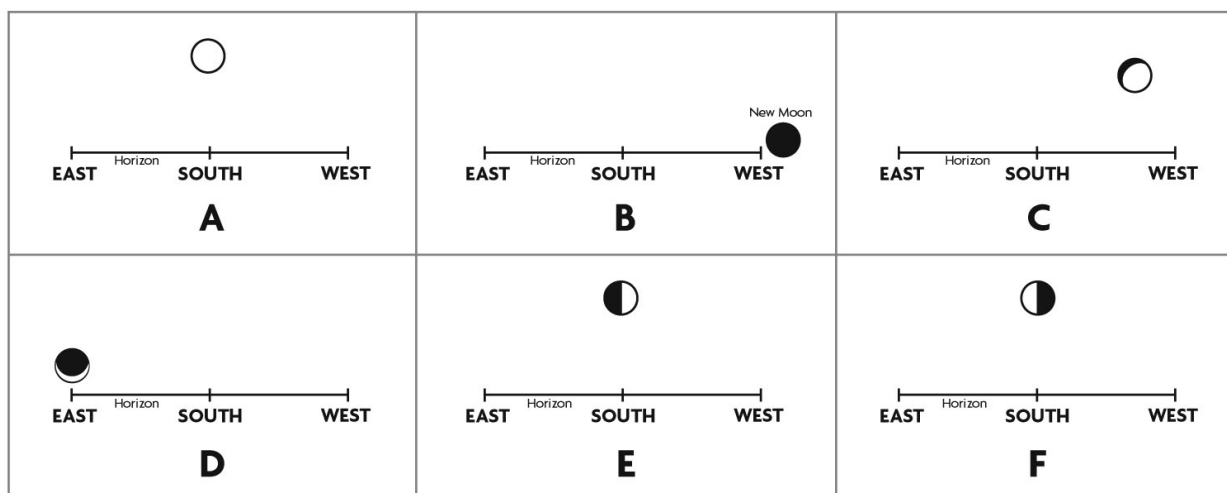 Horizon
EAST SOUTH WEST
A
New Moon
Horizon
EAST SOUTH WEST
B
Horizon
EAST SOUTH WEST
C
Horizon
EAST SOUTH WEST
D
Horizon
EAST SOUTH WEST
E
Horizon
EAST SOUTH WEST
F